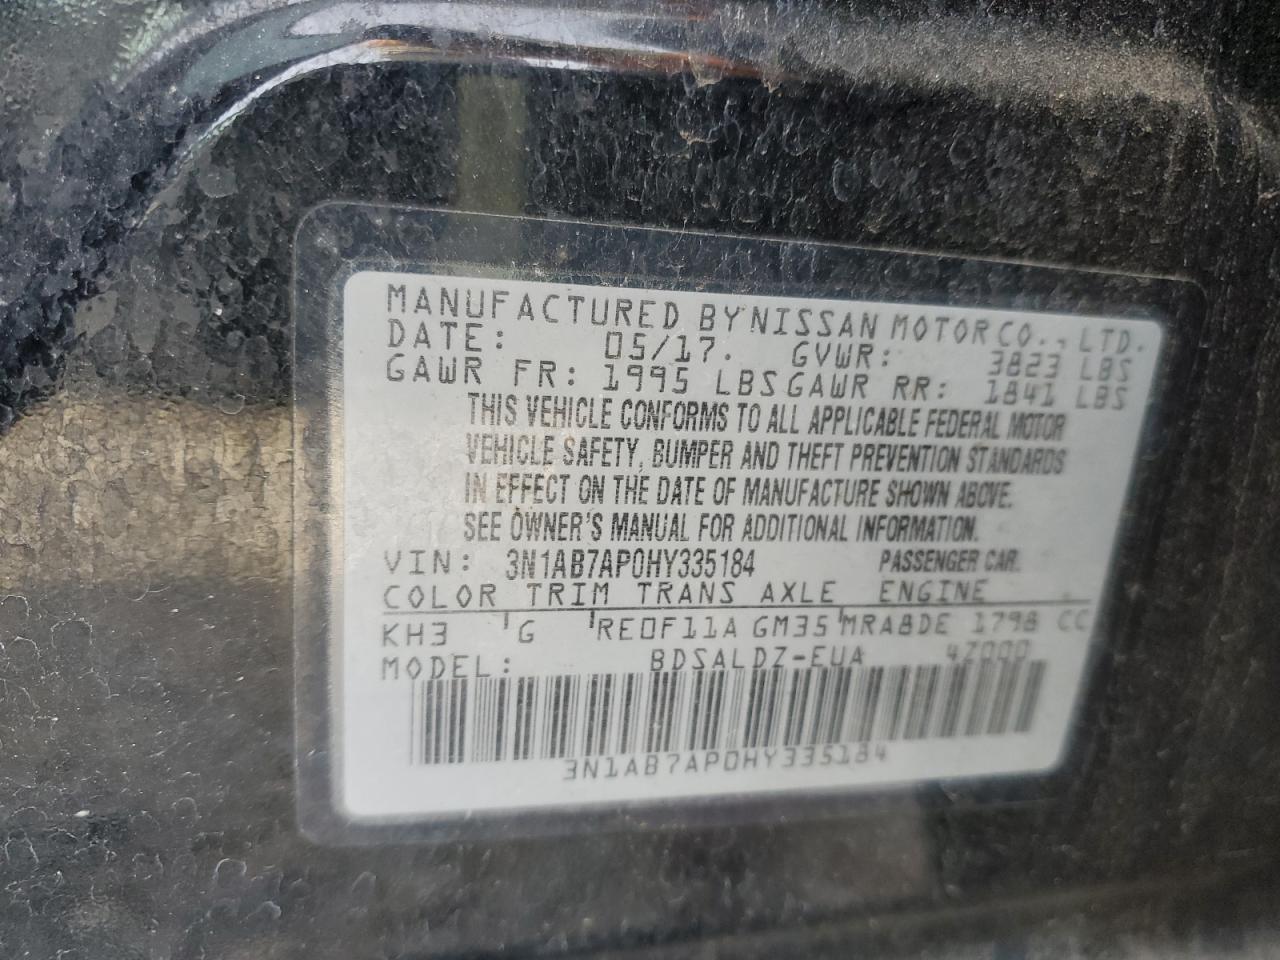 MANUFACTURED BY NISSAN MOTOR CO., LTD.
DATE: 05/17. GVWR: 3823 LBS
GAWR FR: 1995 LBS GAWR RR: 1841 LBS
THIS VEHICLE CONFORMS TO ALL APPLICABLE FEDERAL MOTOR
VEHICLE SAFETY, BUMPER AND THEFT PREVENTION STANDARDS
IN EFFECT ON THE DATE OF MANUFACTURE SHOWN ABOVE.
SEE OWNER'S MANUAL FOR ADDITIONAL INFORMATION.
VIN: 3N1AB7AP0HY335184 PASSENGER CAR.
COLOR TRIM TRANS AXLE ENGINE
KH3 G RE0F11A GM35 MRA8DE 1798 CC
MODEL: BDSALDZ-EUA 4Z000
3N1AB7AP0HY335184